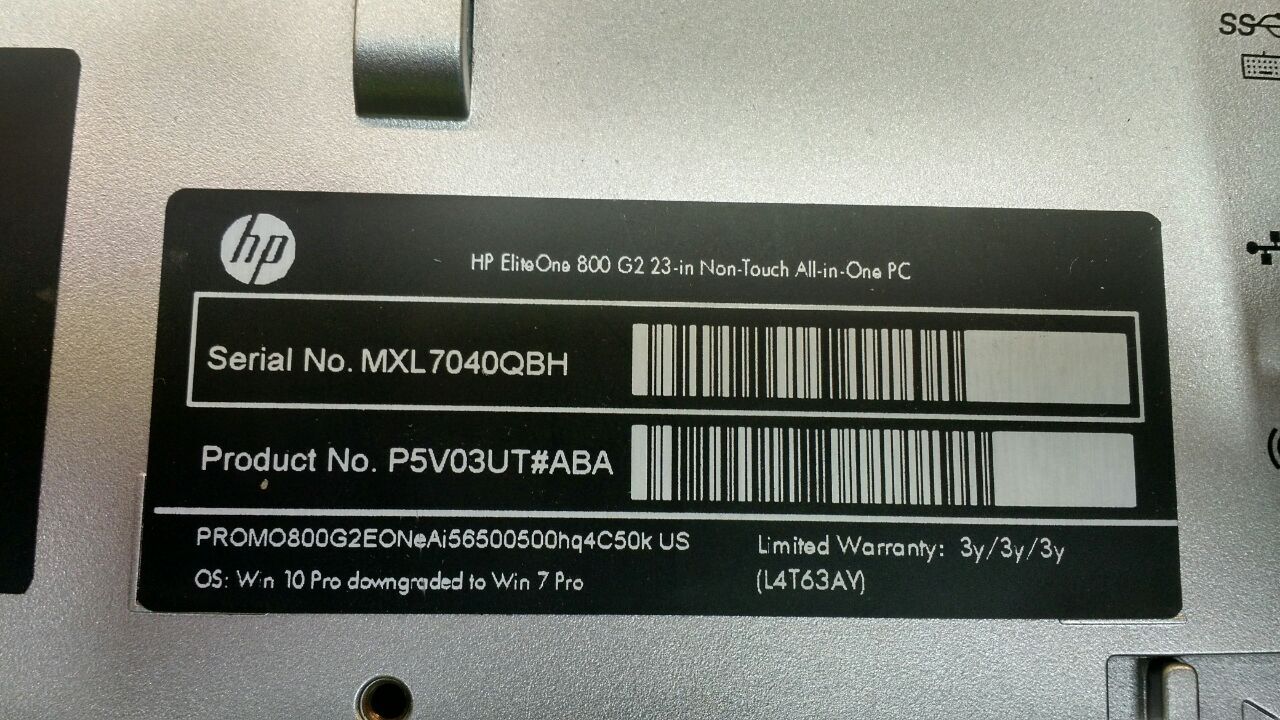 SS
hp
HP EliteOne 800 G2 23-in Non-Touch All-in-One PC
Serial No. MXL7040QBH
Product No. P5V03UT#ABA
PROMO800G2EONeAi56500500hq4C50k US
Limited Warranty: 3y/3y/3y
OS: Win 10 Pro downgraded to Win 7 Pro
(L4T63AV)